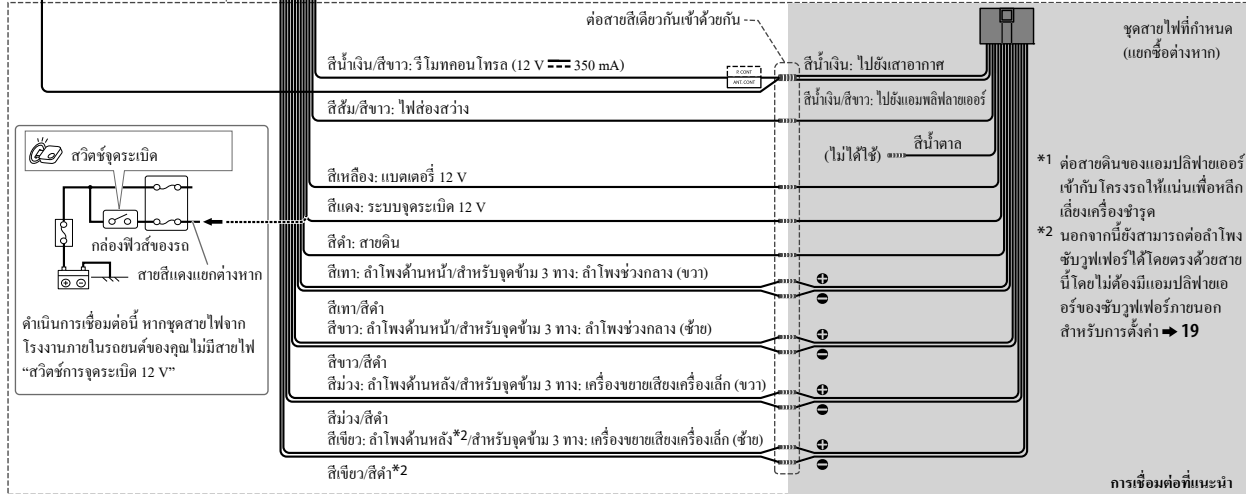 ต่อสายสีเดียวกันเข้าด้วยกัน
ชุดสายไฟที่กำหนด
(แยกซื้อต่างหาก)
สีน้ำเงิน/สีขาว: รีโมทคอนโทรล (12 V ⎓ 350 mA)
P. CONT
ANT. CONT
สีน้ำเงิน: ไปยังเสาอากาศ
สีน้ำเงิน/สีขาว: ไปยังแอมพลิฟลายเออร์
สีส้ม/สีขาว: ไฟส่องสว่าง
(ไม่ได้ใช้)
สีน้ำตาล
สวิตช์จุดระเบิด
กล่องฟิวส์ของรถ
สายสีแดงแยกต่างหาก
ดำเนินการเชื่อมต่อนี้ หากชุดสายไฟจาก
โรงงานภายในรถยนต์ของคุณไม่มีสายไฟ
“สวิตช์การจุดระเบิด 12 V”
สีเหลือง: แบตเตอรี่ 12 V
สีแดง: ระบบจุดระเบิด 12 V
สีดำ: สายดิน
สีเทา: ลำโพงด้านหน้า/สำหรับจุดข้าม 3 ทาง: ลำโพงช่วงกลาง (ขวา)
สีเทา/สีดำ
สีขาว: ลำโพงด้านหน้า/สำหรับจุดข้าม 3 ทาง: ลำโพงช่วงกลาง (ซ้าย)
สีขาว/สีดำ
สีม่วง: ลำโพงด้านหลัง/สำหรับจุดข้าม 3 ทาง: เครื่องขยายเสียงเครื่องเล็ก (ขวา)
สีม่วง/สีดำ
สีเขียว: ลำโพงด้านหลัง*2/สำหรับจุดข้าม 3 ทาง: เครื่องขยายเสียงเครื่องเล็ก (ซ้าย)
สีเขียว/สีดำ*2
*1 ต่อสายดินของแอมปลิฟายเออร์
เข้ากับโครงรถให้แน่นเพื่อหลีก
เลี่ยงเครื่องชำรุด
*2 นอกจากนี้ยังสามารถต่อลำโพง
ซับวูฟเฟอร์ได้โดยตรงด้วยสาย
นี้โดยไม่ต้องมีแอมปลิฟายเอ
อร์ของซับวูฟเฟอร์ภายนอก
สำหรับการตั้งค่า ➡ 19
การเชื่อมต่อที่แนะนำ